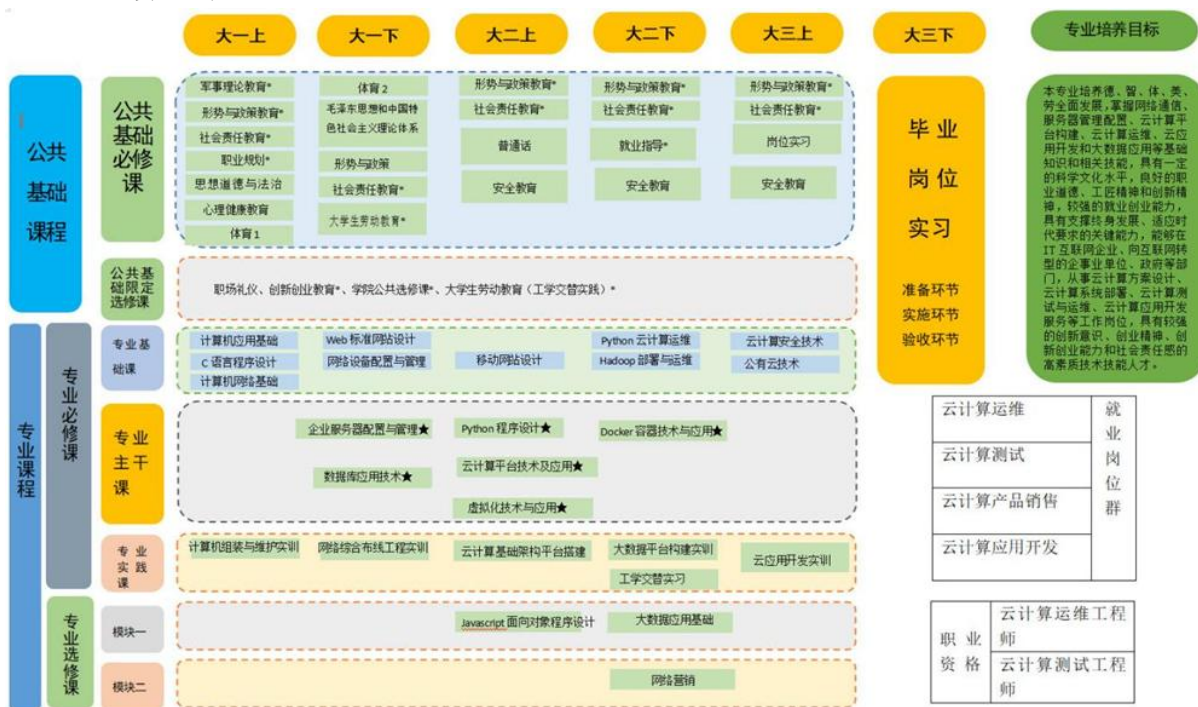 大一上
大一下
大二上
大二下
大三上
大三下
专业培养目标
公共
基础
课程
公共
基础
必修
课
军事理论教育*
形势与政策教育*
社会责任教育*
职业规划*
思想道德与法治
心理健康教育
体育1
体育2
毛泽东思想和中国特
色社会主义理论体系
形势与政策
社会责任教育*
大学生劳动教育*
形势与政策教育*
社会责任教育*
普通话
安全教育
形势与政策教育*
社会责任教育*
就业指导*
安全教育
形势与政策教育*
社会责任教育*
岗位实习
安全教育
公共基
础限定
选修课
职场礼仪、创新创业教育*、学院公共选修课*、大学生劳动教育（工学交替实践）*
毕业
岗位
实习
准备环节
实施环节
验收环节
本专业培养德、智、体、美、
劳全面发展，掌握网络通信、
服务器管理配置、云计算平
台构建、云计算运维、云应
用开发和大数据应用等基础
知识和相关技能，具有一定
的科学文化水平，良好的职
业道德、工匠精神和创新精
神，较强的就业创业能力，
具有支撑终身发展、适应时
代要求的关键能力，能够在
IT互联网企业、向互联网转
型的企事业单位、政府等部
门，从事云计算方案设计、
云计算系统部署、云计算测
试与运维、云计算应用开发
服务等工作岗位，具有较强
的创新意识、创业精神、创
新创业能力和社会责任感的
高素质技术技能人才。
专业课程
专业必修课
专业基
础课
计算机应用基础
C语言程序设计
计算机网络基础
Web标准网站设计
网络设备配置与管理
移动网站设计
Python云计算运维
Hadoop部署与运维
云计算安全技术
公有云技术
专业
主干
课
企业服务器配置与管理★
数据库应用技术★
Python程序设计★
云计算平台技术及应用★
虚拟化技术与应用★
Docker容器技术与应用★
专业
实践
课
计算机组装与维护实训
网络综合布线工程实训
云计算基础架构平台搭建
大数据平台构建实训
工学交替实习
云应用开发实训
专业选修课
模块一
Javascript面向对象程序设计
大数据应用基础
模块二
网络营销
云计算运维
云计算测试
云计算产品销售
云计算应用开发
就业岗位群
职业
资格
云计算运维工程
师
云计算测试工程
师